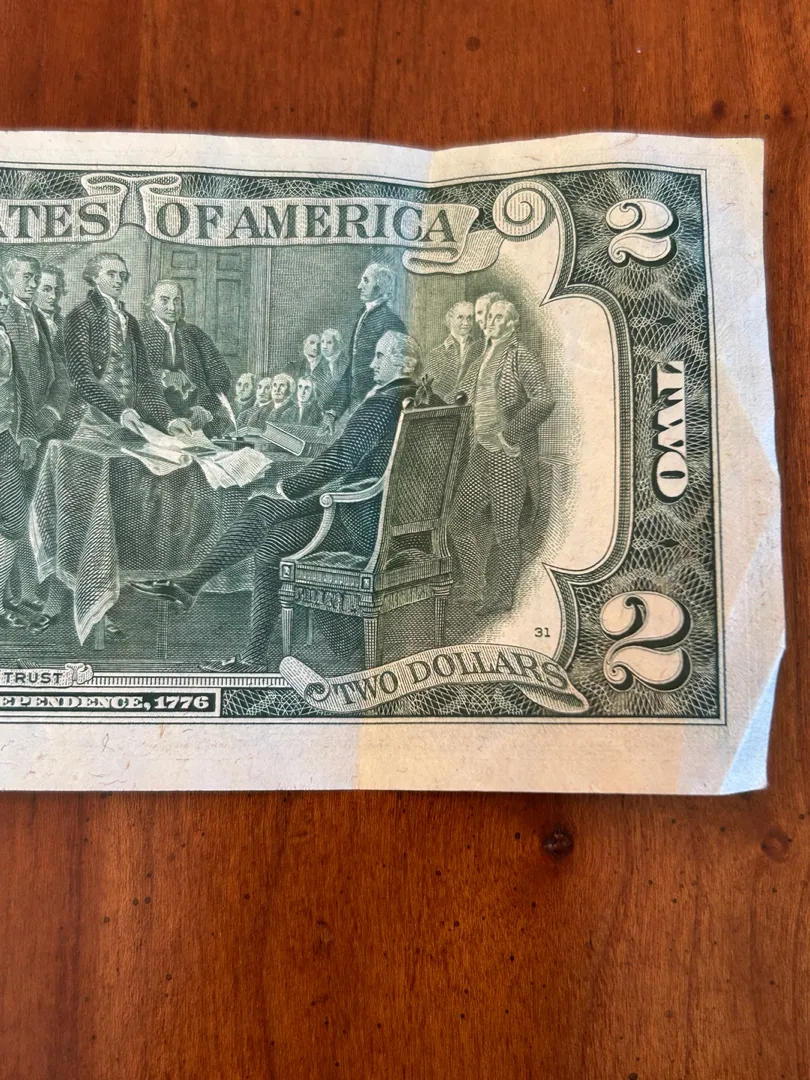 ATES OF AMERICA
2
TWO
31
2
TRUST
TWO DOLLARS
EPENDENCE, 1776